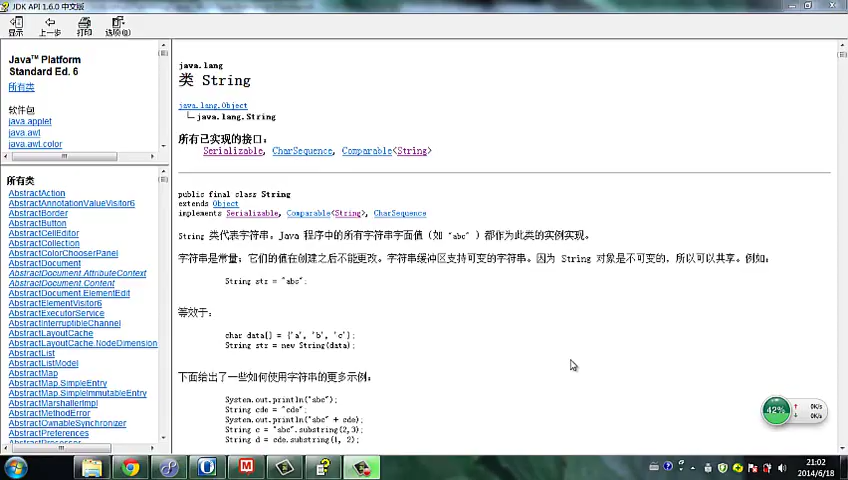 JDK API 1.6.0 中文版
显示 上一步 打印 选项(O)
Java™ Platform
Standard Ed. 6
所有类
软件包
java.applet
java.awt
java.awt.color
所有类
AbstractAction
AbstractAnnotationValueVisitor6
AbstractBorder
AbstractButton
AbstractCellEditor
AbstractCollection
AbstractColorChooserPanel
AbstractDocument
AbstractDocument.AttributeContext
AbstractDocument.Content
AbstractDocument.ElementEdit
AbstractElementVisitor6
AbstractExecutorService
AbstractInterruptibleChannel
AbstractLayoutCache
AbstractLayoutCache.NodeDimension
AbstractList
AbstractListModel
AbstractMap
AbstractMap.SimpleEntry
AbstractMap.SimpleImmutableEntry
AbstractMarshallerImpl
AbstractMethodError
AbstractOwnableSynchronizer
AbstractPreferences
java.lang
类 String
java.lang.Object
java.lang.String
所有已实现的接口：
Serializable, CharSequence, Comparable<String>
public final class String
extends Object
implements Serializable, Comparable<String>, CharSequence
String 类代表字符串。Java 程序中的所有字符串字面值（如 "abc" ）都作为此类的实例实现。
字符串是常量；它们的值在创建之后不能更改。字符串缓冲区支持可变的字符串。因为 String 对象是不可变的，所以可以共享。例如：
String str = "abc";
等效于：
char data[] = {'a', 'b', 'c'};
String str = new String(data);
下面给出了一些如何使用字符串的更多示例：
System.out.println("abc");
String cde = "cde";
System.out.println("abc" + cde);
String c = "abc".substring(2,3);
String d = cde.substring(1, 2);
42%
0K/s
0K/s
21:02
2014/6/18